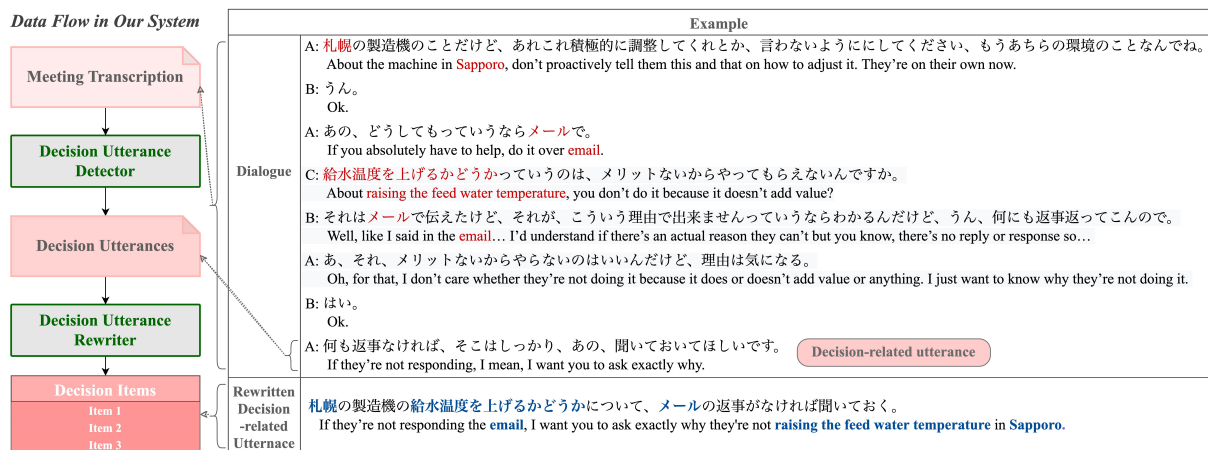 Data Flow in Our System
Meeting Transcription
Decision Utterance
Detector
Decision Utterances
Decision Utterance
Rewriter
Decision Items
Item 1
Item 2
Item 3
Example
Dialogue
A: 札幌の製造機のことだけど、あれこれ積極的に調整してくれとか、言わないようににしてください、もうあちらの環境のことなんでね。
About the machine in Sapporo, don’t proactively tell them this and that on how to adjust it. They’re on their own now.
B: うん。
Ok.
A: あの、どうしてもっていうならメールで。
If you absolutely have to help, do it over email.
C: 給水温度を上げるかどうかっていうのは、メリットないからやってもらえないんですか。
About raising the feed water temperature, you don’t do it because it doesn’t add value?
B: それはメールで伝えたけど、それが、こういう理由で出来ませんっていうならわかるんだけど、うん、何にも返事返ってこんので。
Well, like I said in the email… I’d understand if there’s an actual reason they can’t but you know, there’s no reply or response so…
A: あ、それ、メリットないからやらないのはいいんだけど、理由は気になる。
Oh, for that, I don’t care whether they’re not doing it because it does or doesn’t add value or anything. I just want to know why they’re not doing it.
B: はい。
Ok.
A: 何も返事なければ、そこはしっかり、あの、聞いておいてほしいです。
Decision-related utterance
If they’re not responding, I mean, I want you to ask exactly why.
Rewritten
Decision
-related
Utternace
札幌の製造機の給水温度を上げるかどうかについて、メールの返事がなければ聞いておく。
If they’re not responding the email, I want you to ask exactly why they're not raising the feed water temperature in Sapporo.